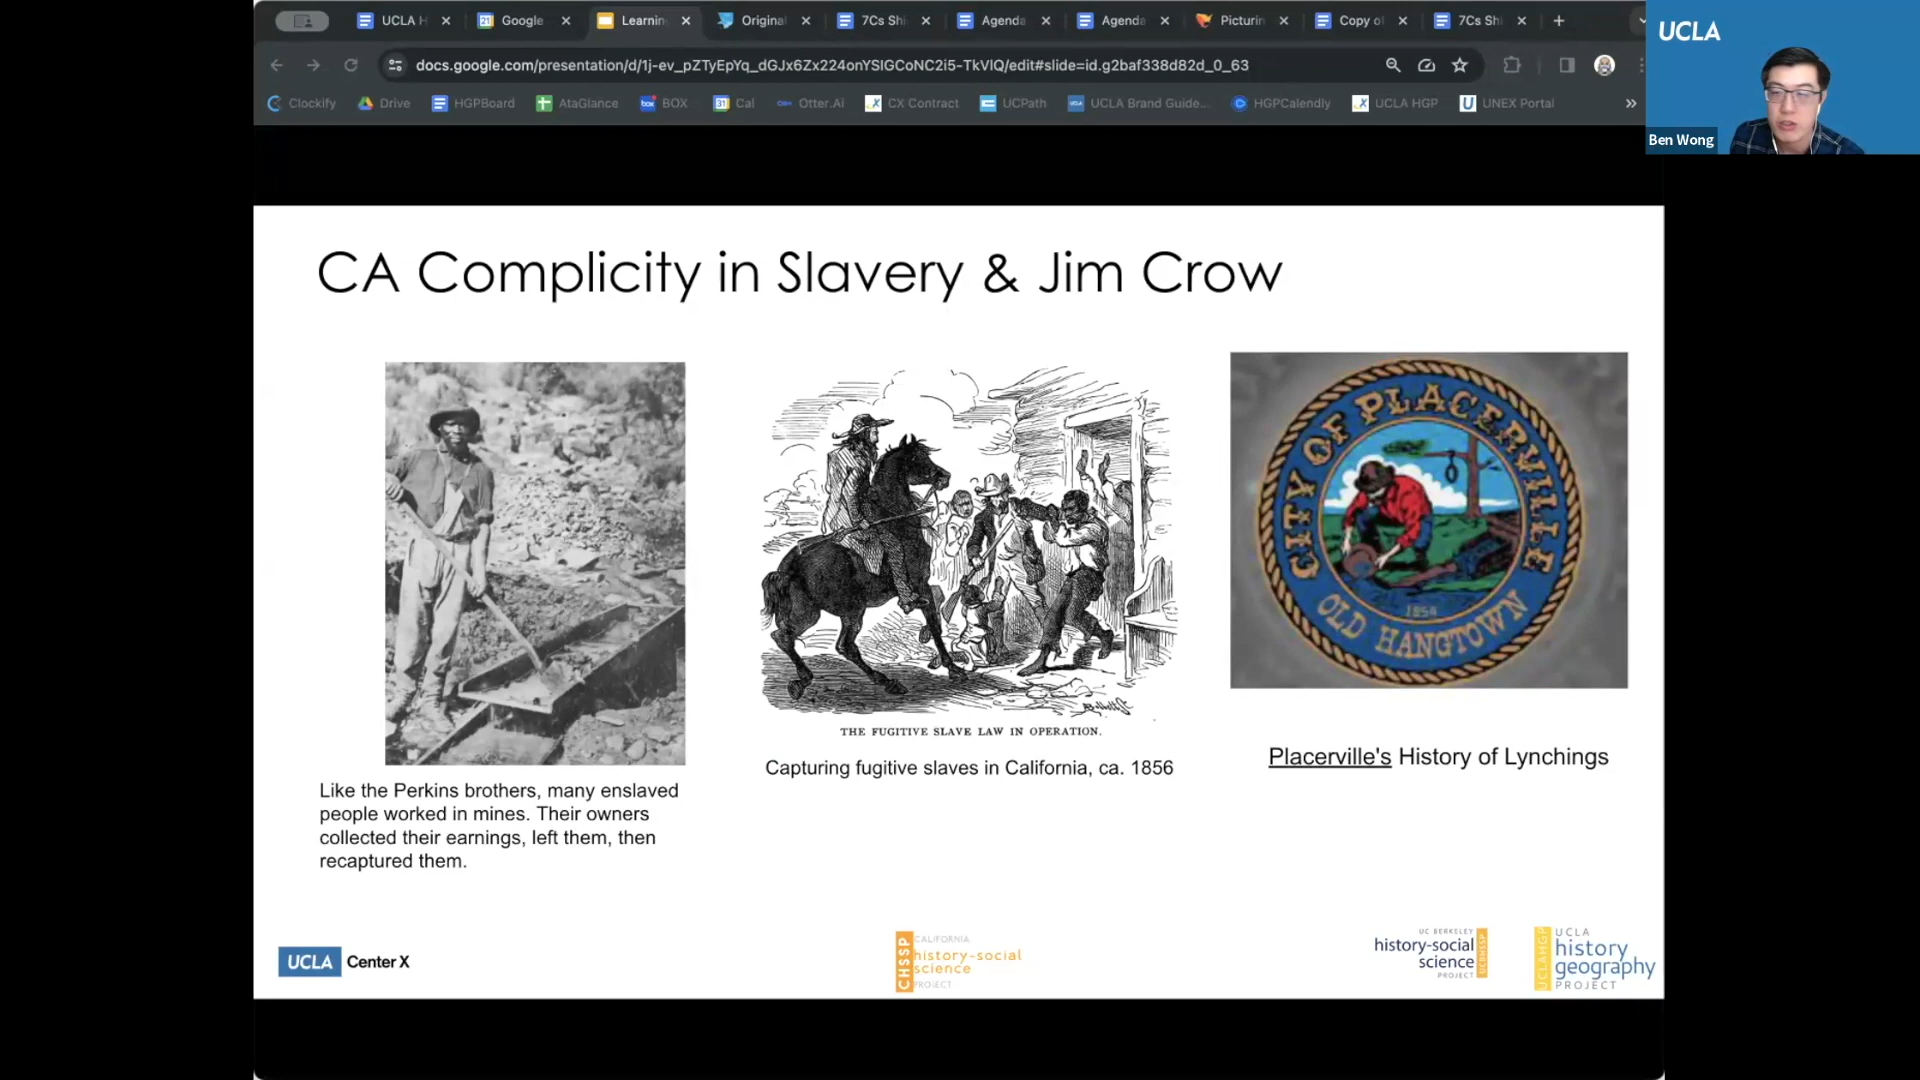 UCLA H
Google
Learnin
Original
7Cs Shi
Agenda
Agenda
Picturin
Copy of
7Cs Shi
docs.google.com/presentation/d/1j-ev_pZTyEpYq_dGJx6Zx224onYSIGCoNC2i5-TkVIQ/edit#slide=id.g2baf338d82d_0_63
Clockify
Drive
HGPBoard
AtaGlance
box
BOX
31
Cal
Otter.AI
CX Contract
UCPath
UCLA Brand Guide...
HGPCalendly
UCLA HGP
UNEX Portal
UCLA
Ben Wong
CA Complicity in Slavery & Jim Crow
CITY OF PLACERVILLE
1854
OLD HANGTOWN
THE FUGITIVE SLAVE LAW IN OPERATION.
Like the Perkins brothers, many enslaved
people worked in mines. Their owners
collected their earnings, left them, then
recaptured them.
Capturing fugitive slaves in California, ca. 1856
Placerville's History of Lynchings
UCLA Center X
CHSSP
CALIFORNIA
history-social
science
PROJECT
UC BERKELEY
history-social
science
PROJECT
UCBHSSP
UCLAHGP
UCLA
history
geography
PROJECT